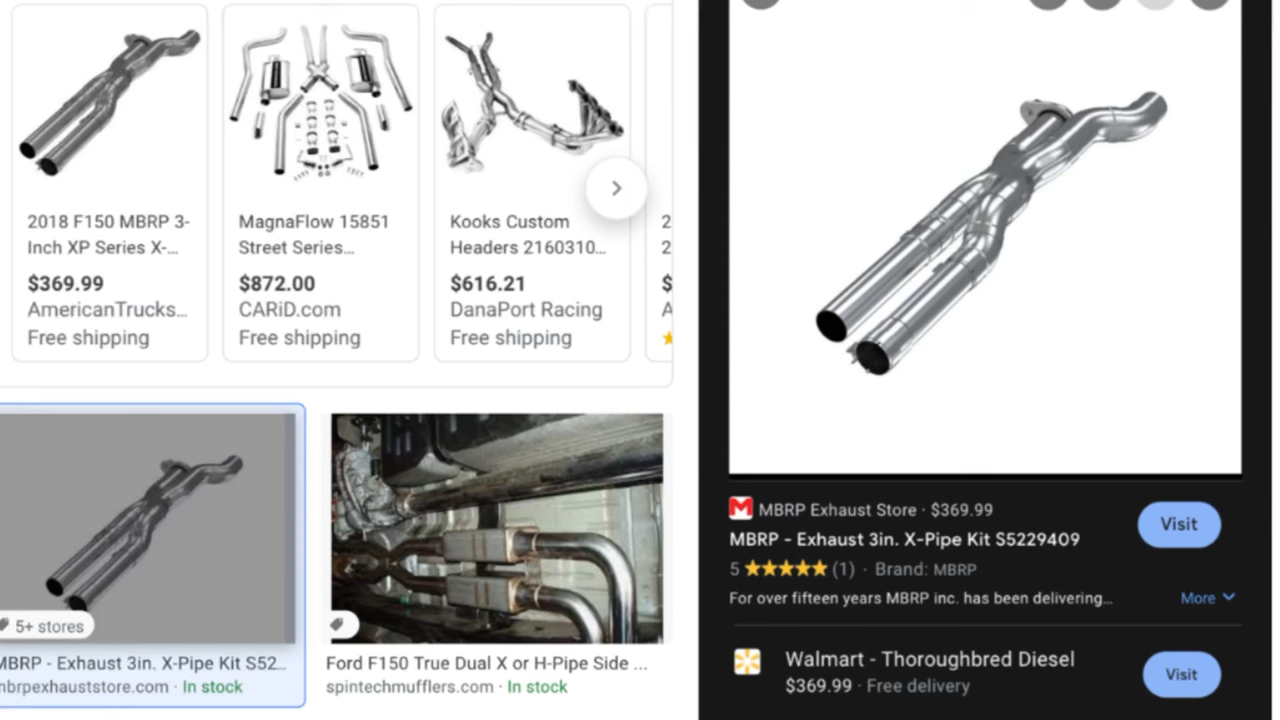 2018 F150 MBRP 3-
Inch XP Series X-...
$369.99
AmericanTrucks...
Free shipping
MagnaFlow 15851
Street Series...
$872.00
CARiD.com
Free shipping
Kooks Custom
Headers 2160310...
$616.21
DanaPort Racing
Free shipping
2
2
$
A
5+ stores
MBRP - Exhaust 3in. X-Pipe Kit S52...
mbrpexhauststore.com · In stock
Ford F150 True Dual X or H-Pipe Side ...
spintechmufflers.com · In stock
MBRP Exhaust Store · $369.99
MBRP - Exhaust 3in. X-Pipe Kit S5229409
5 ★★★★★ (1) · Brand: MBRP
For over fifteen years MBRP inc. has been delivering...
More
Visit
Walmart - Thoroughbred Diesel
$369.99 · Free delivery
Visit